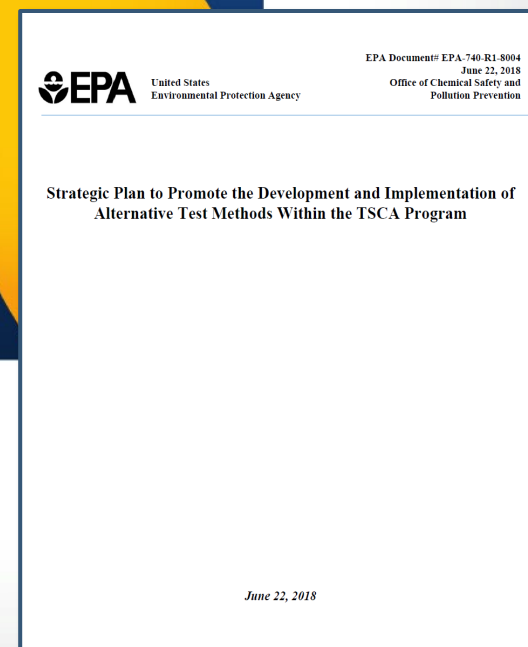 EPA Document# EPA-740-R1-8004
June 22, 2018
Office of Chemical Safety and
Pollution Prevention
EPA
United States
Environmental Protection Agency
Strategic Plan to Promote the Development and Implementation of
Alternative Test Methods Within the TSCA Program
June 22, 2018